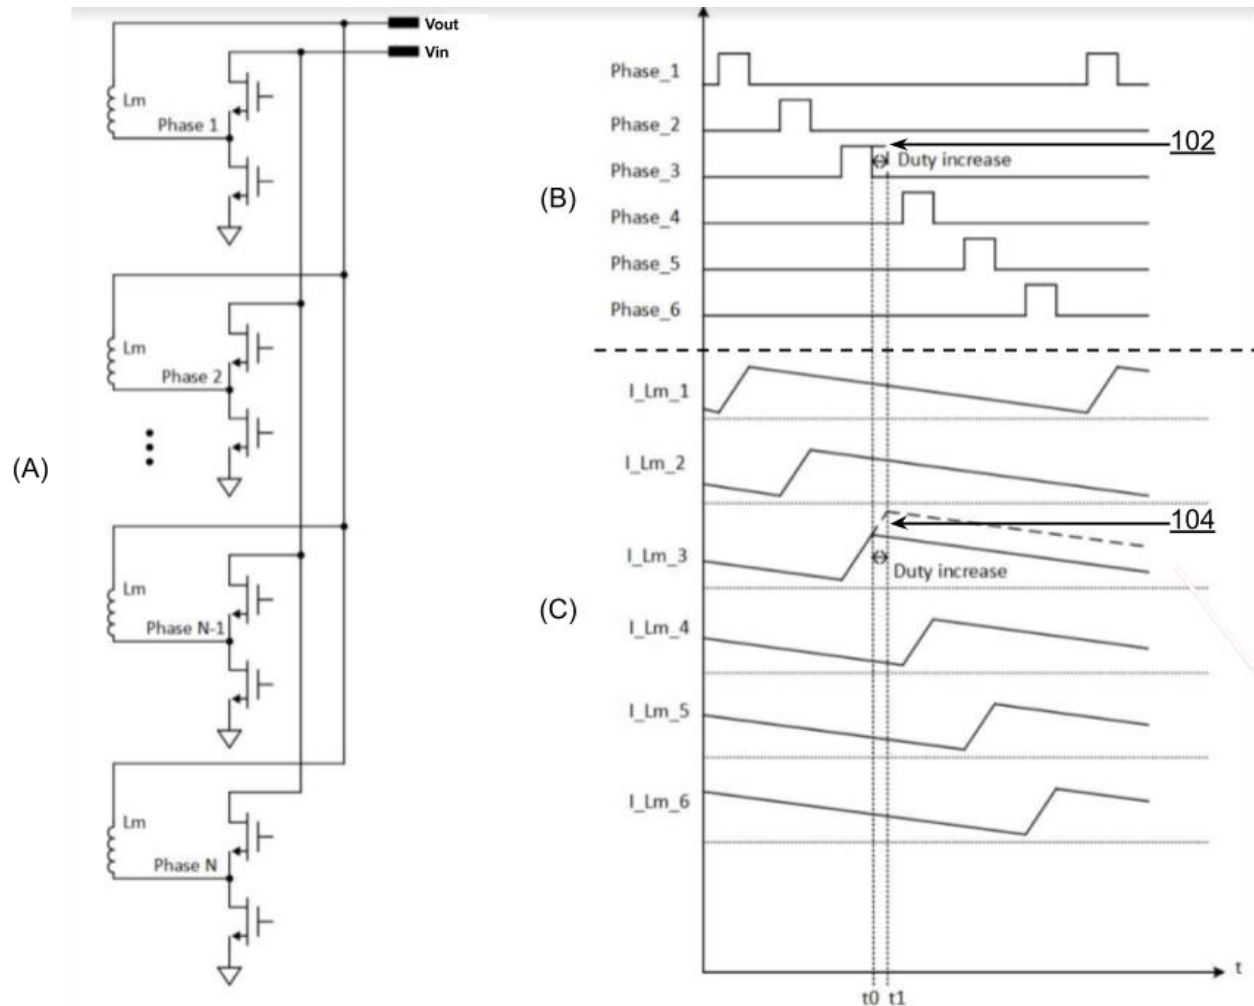 Vout
Vin
Lm
Phase 1
Lm
Phase 2
(A)
Lm
Phase N-1
Lm
Phase N
Phase_1
Phase_2
102
Duty increase
Phase_3
(B)
Phase_4
Phase_5
Phase_6
I_Lm_1
I_Lm_2
104
I_Lm_3
Duty increase
(C)
I_Lm_4
I_Lm_5
I_Lm_6
t
t0 t1